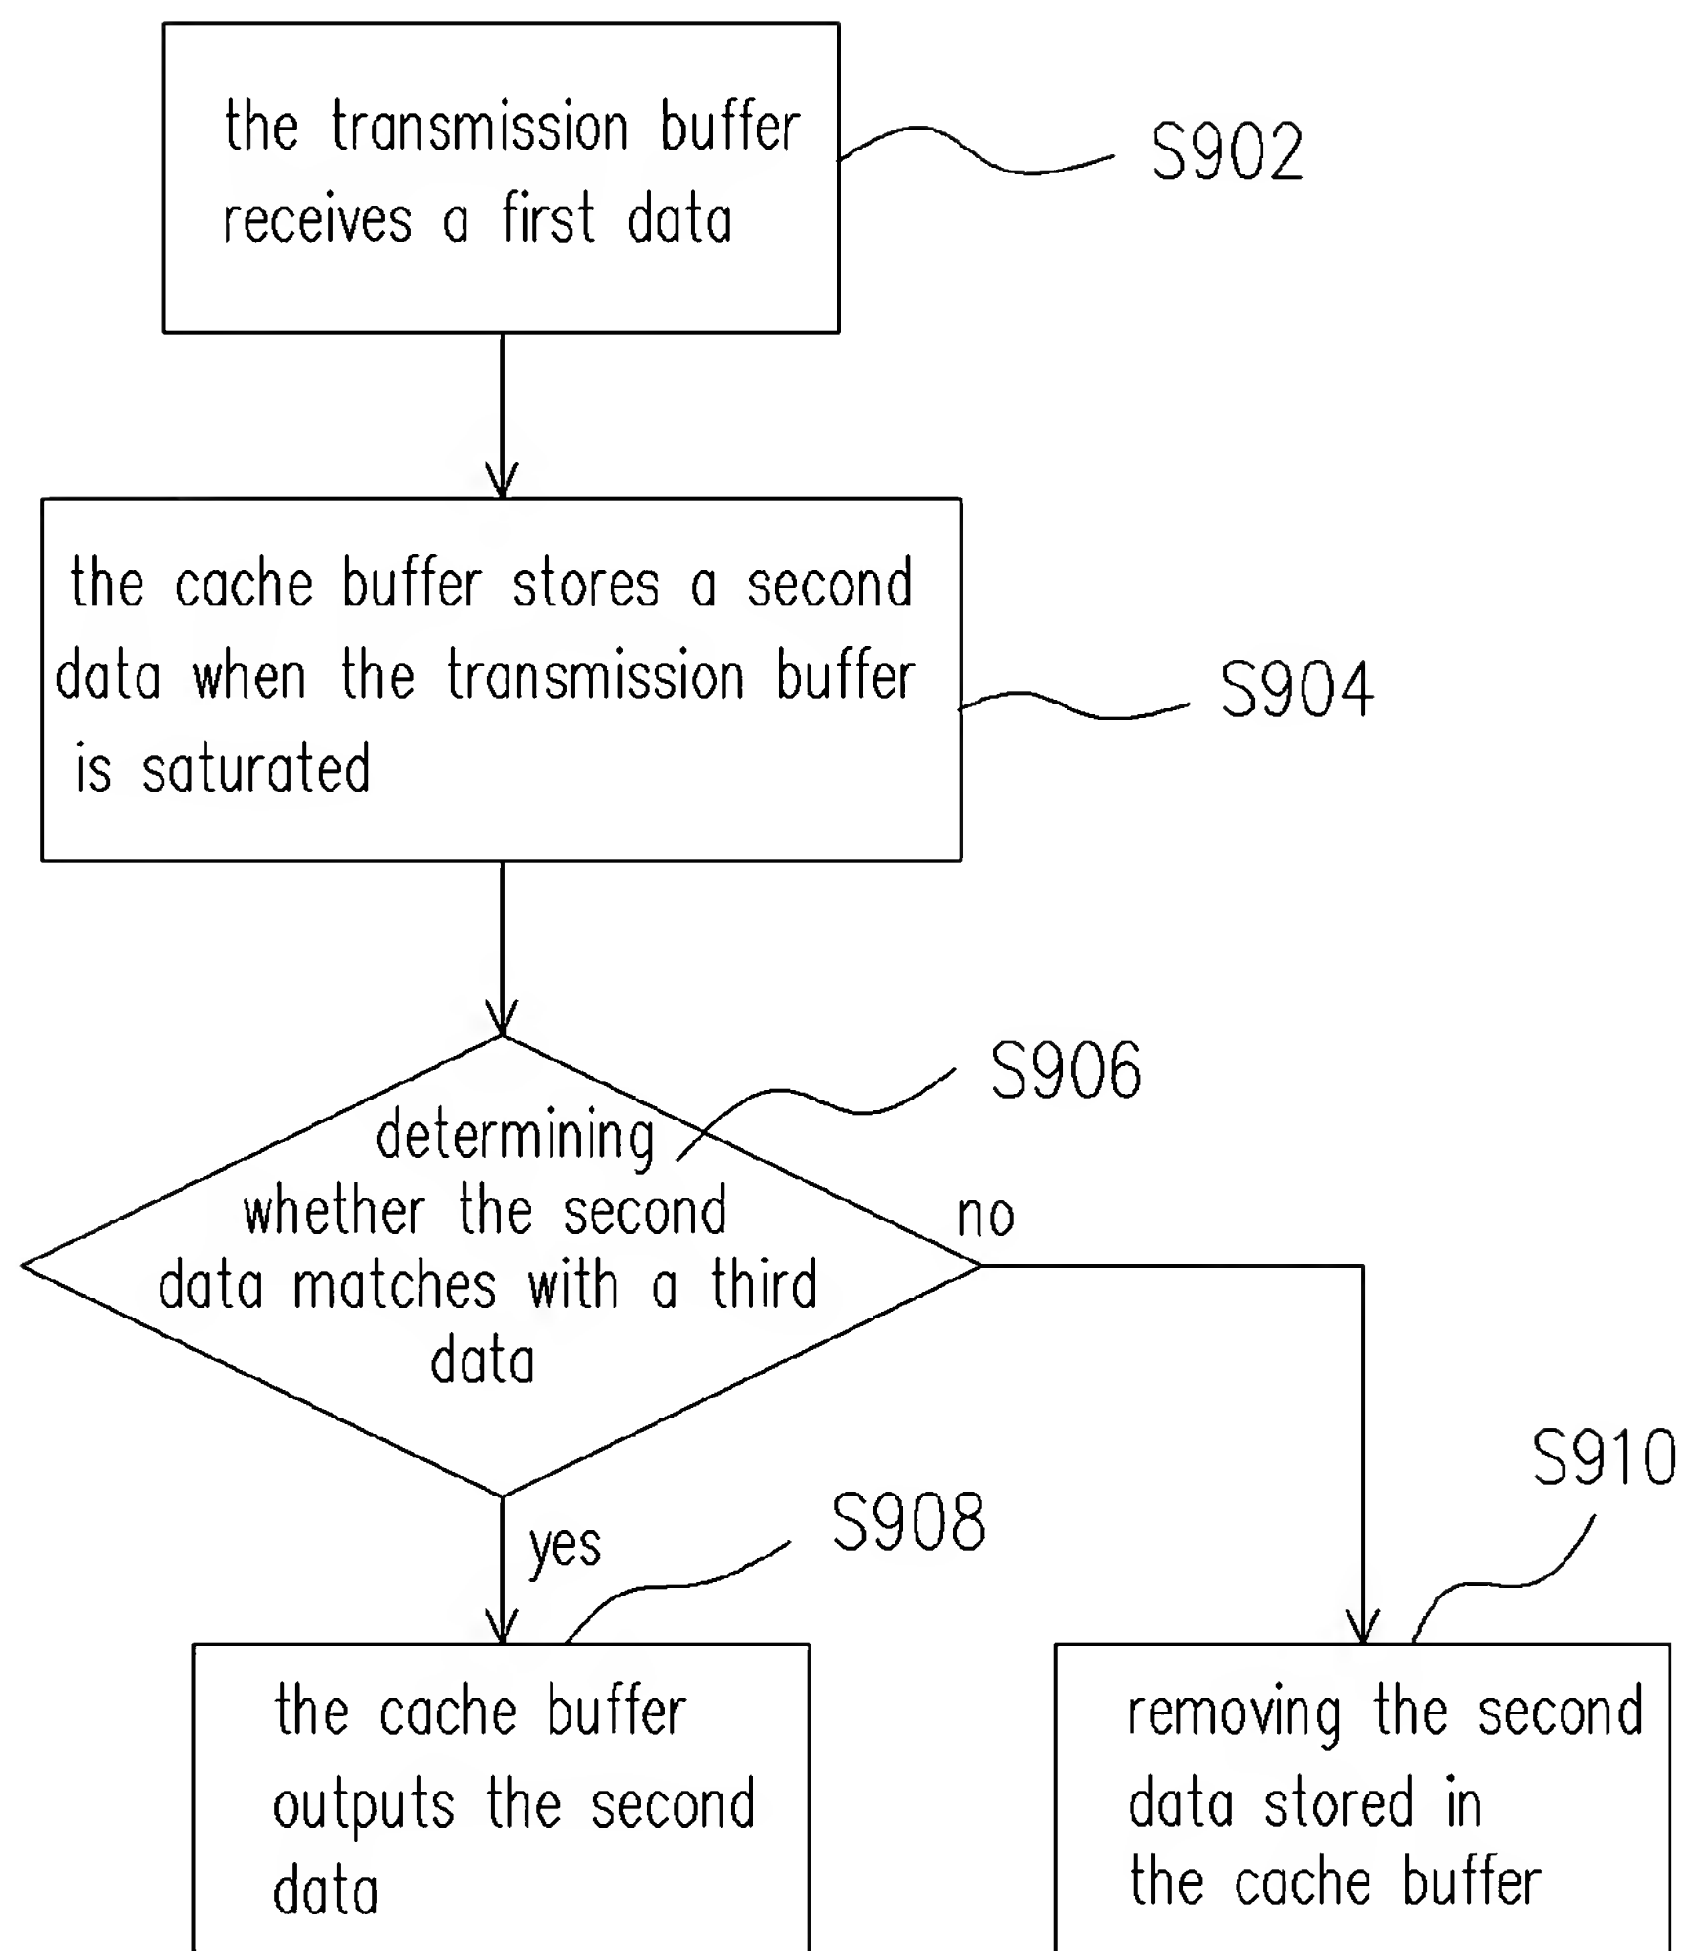 the transmission buffer
receives a first data
S902
the cache buffer stores a second
data when the transmission buffer
is saturated
S904
S906
determining
whether the second
data matches with a third
data
no
yes
S908
S910
the cache buffer
outputs the second
data
removing the second
data stored in
the cache buffer